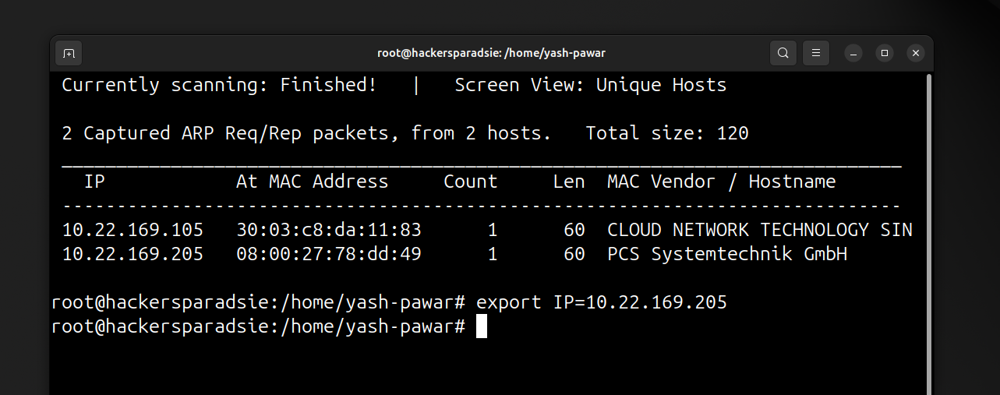 root@hackersparadsie: /home/yash-pawar
Currently scanning: Finished!   |   Screen View: Unique Hosts
2 Captured ARP Req/Rep packets, from 2 hosts.   Total size: 120
_____________________________________________________________________________
IP            At MAC Address     Count     Len  MAC Vendor / Hostname
-----------------------------------------------------------------------------
10.22.169.105   30:03:c8:da:11:83      1      60  CLOUD NETWORK TECHNOLOGY SIN
10.22.169.205   08:00:27:78:dd:49      1      60  PCS Systemtechnik GmbH
root@hackersparadsie:/home/yash-pawar# export IP=10.22.169.205
root@hackersparadsie:/home/yash-pawar#